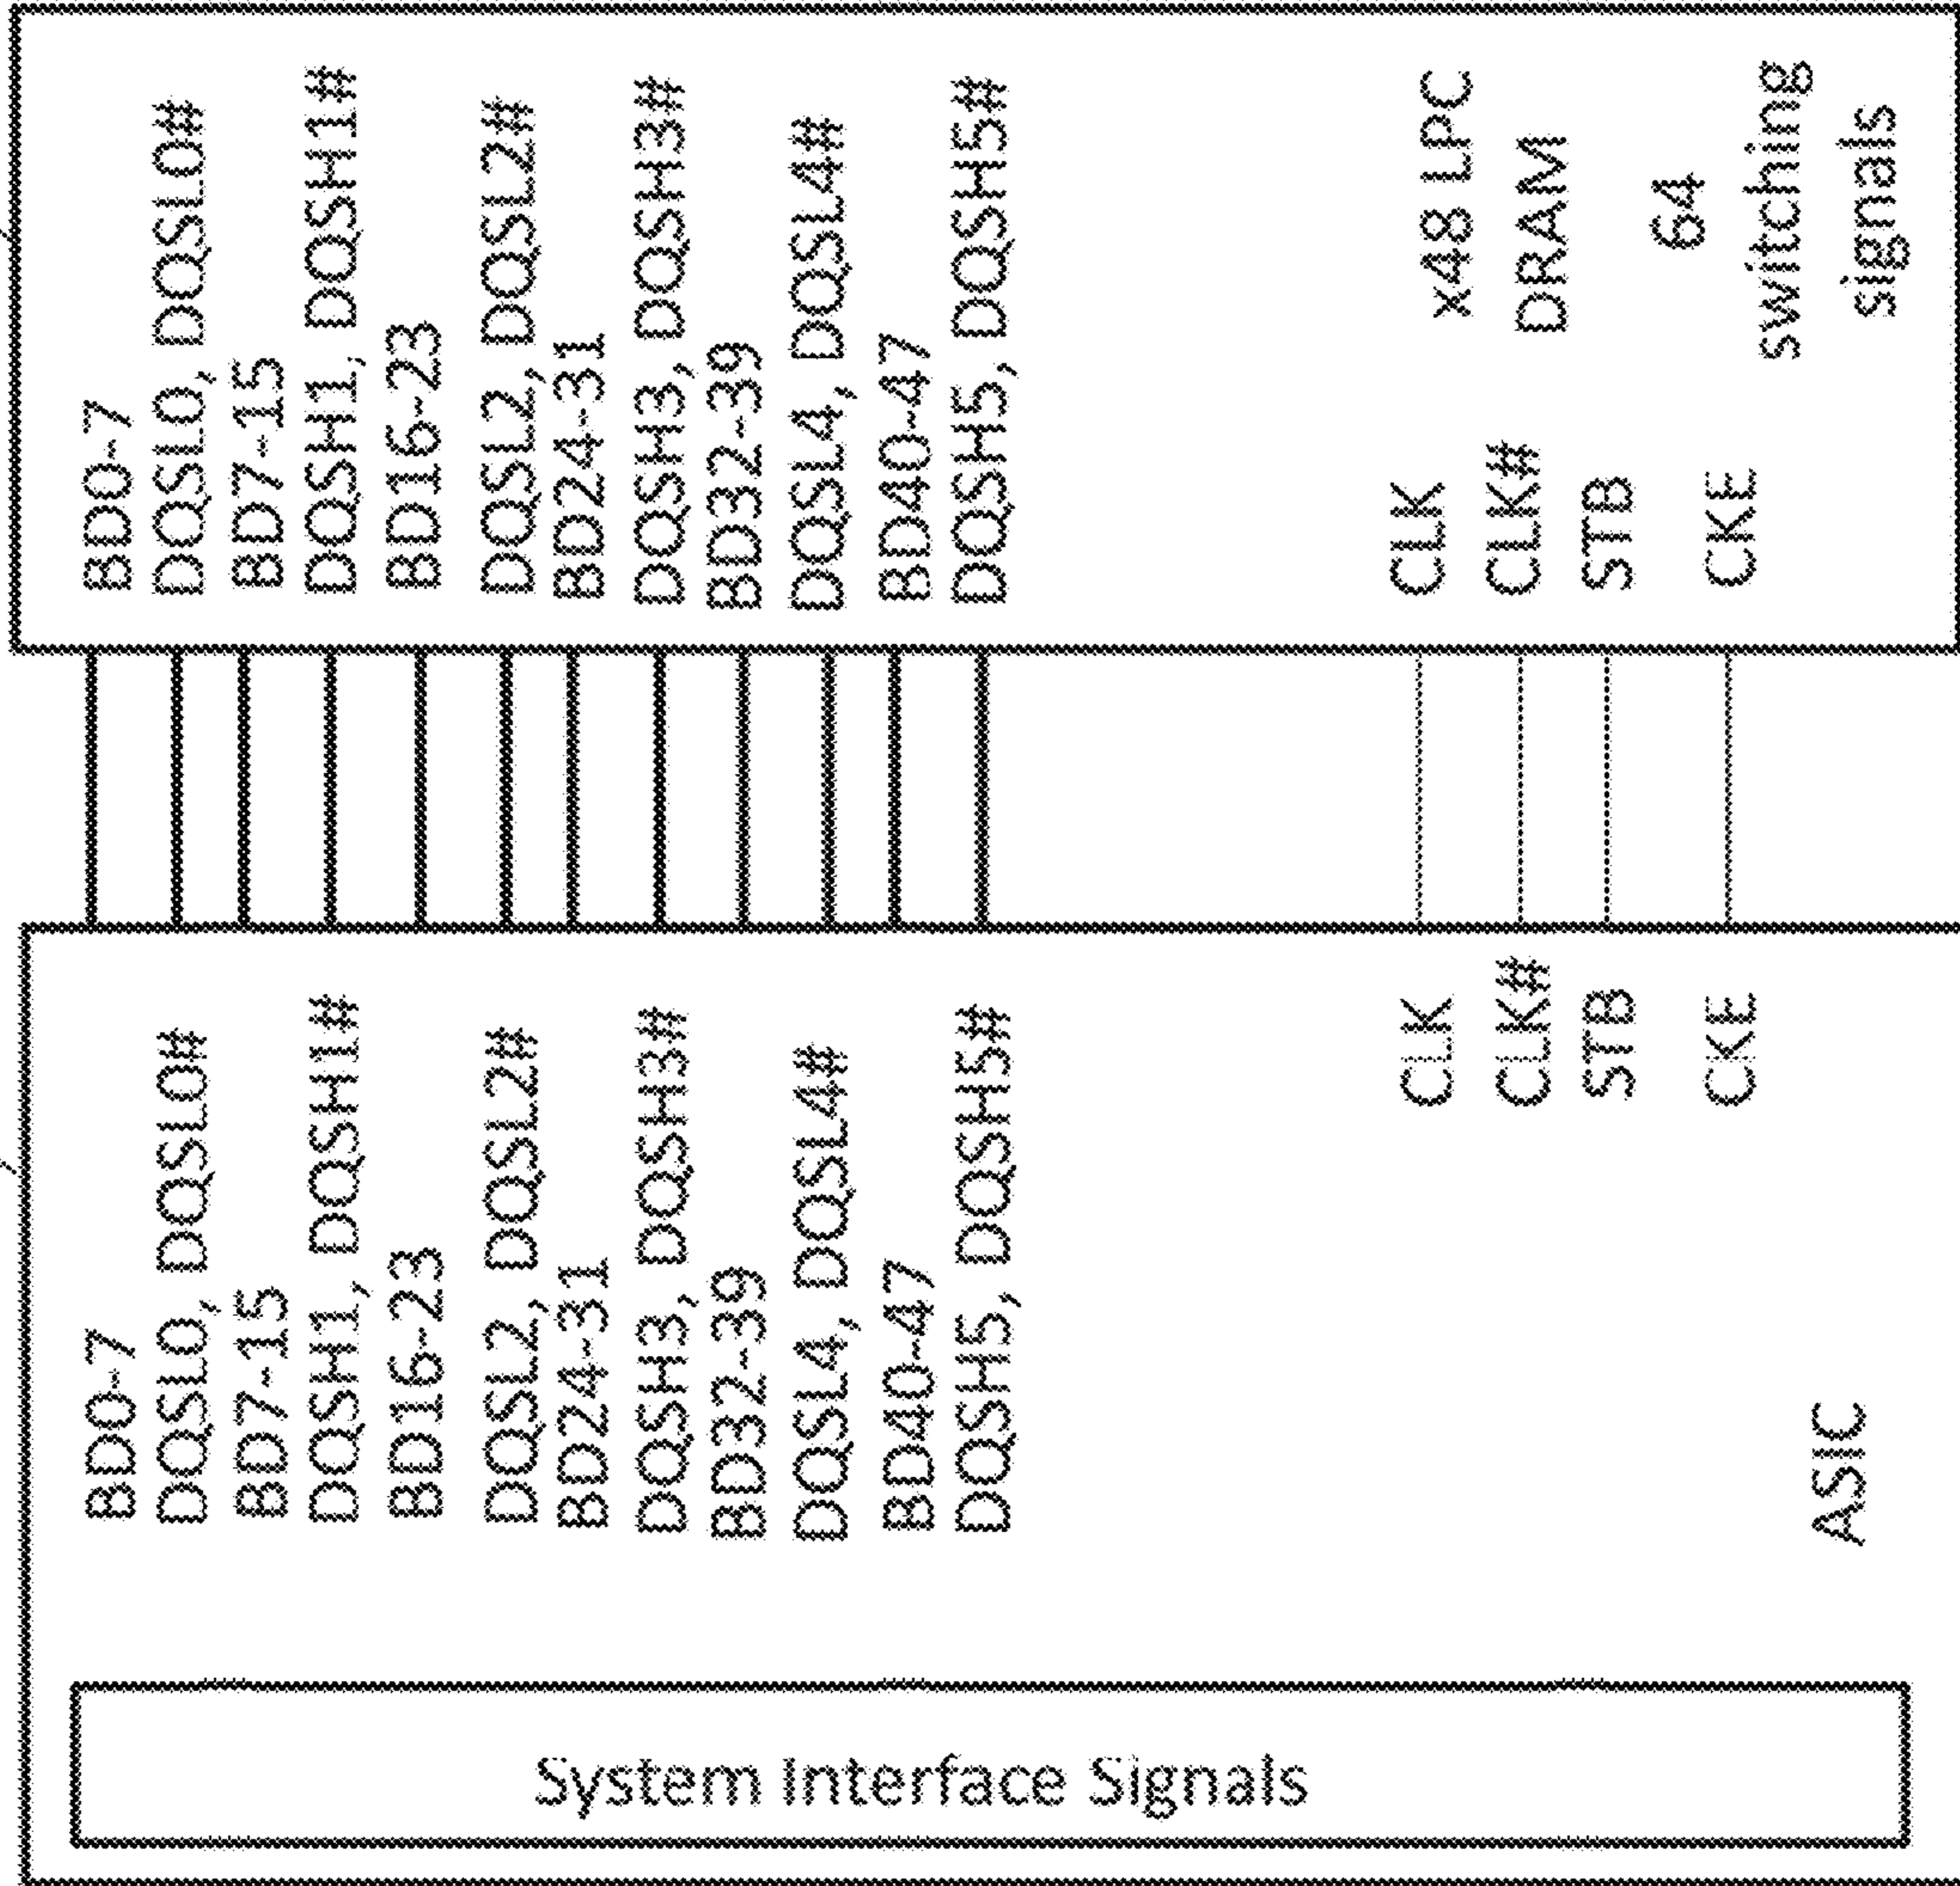 BD0-7
DQSL0, DQSL0#
BD7-15
DQSH1, DQSH1#
BD16-23
DQSL2, DQSL2#
BD24-31
DQSH3, DQSH3#
BD32-39
DQSL4, DQSL4#
BD40-47
DQSH5, DQSH5#
CLK
CLK#
STB
CKE
ASIC
System Interface Signals
BD0-7
DQSL0, DQSL0#
BD7-15
DQSH1, DQSH1#
BD16-23
DQSL2, DQSL2#
BD24-31
DQSH3, DQSH3#
BD32-39
DQSL4, DQSL4#
BD40-47
DQSH5, DQSH5#
CLK
CLK#
STB
CKE
x48 LPC
DRAM
64
switching
signals